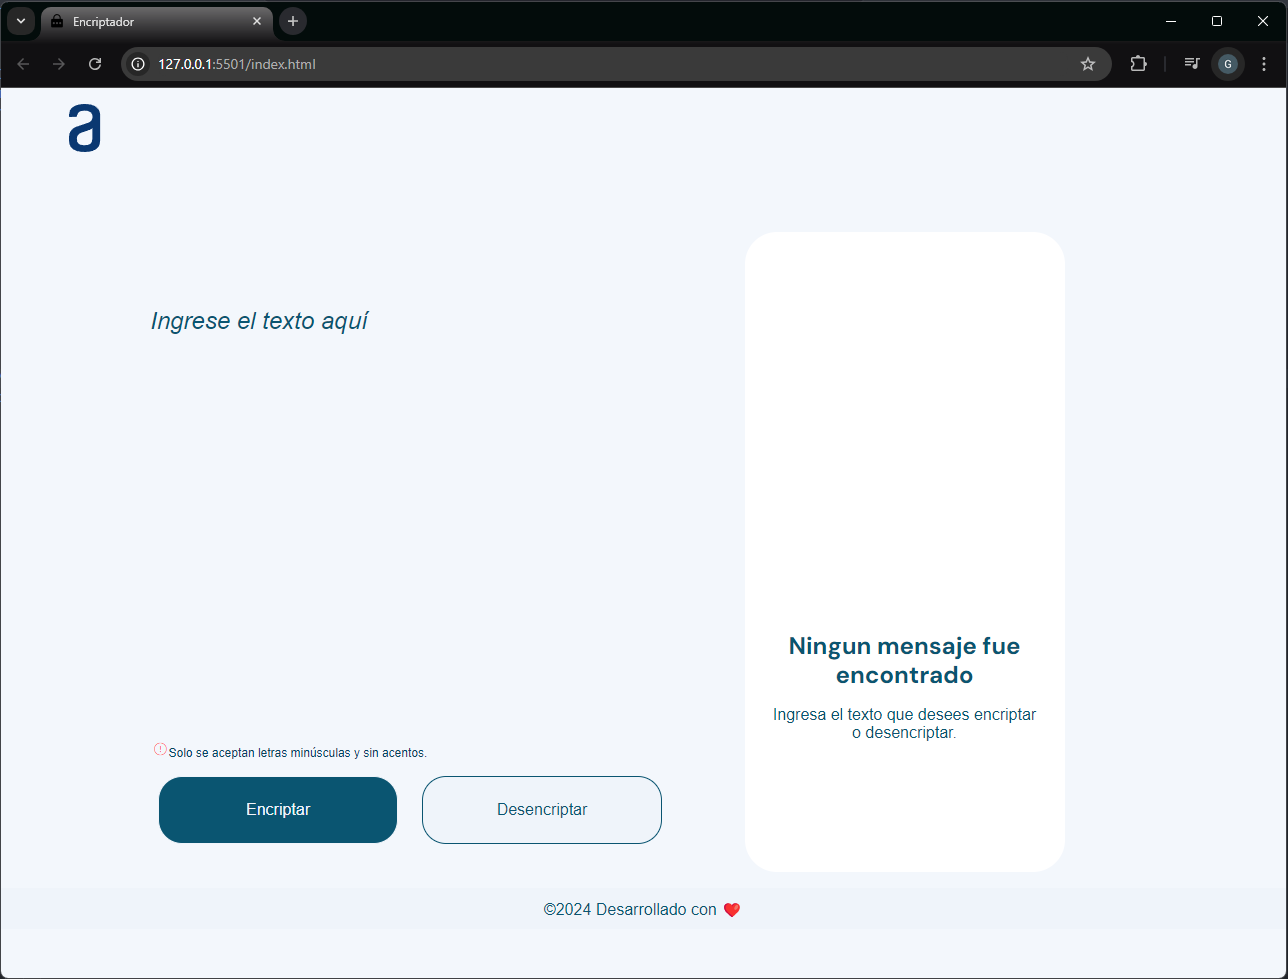 Encriptador
127.0.0.1:5501/index.html
G
a
Ingrese el texto aquí
Ningun mensaje fue
encontrado
Ingresa el texto que desees encriptar
o desencriptar.
Solo se aceptan letras minúsculas y sin acentos.
Encriptar
Desencriptar
©2024 Desarrollado con ❤️